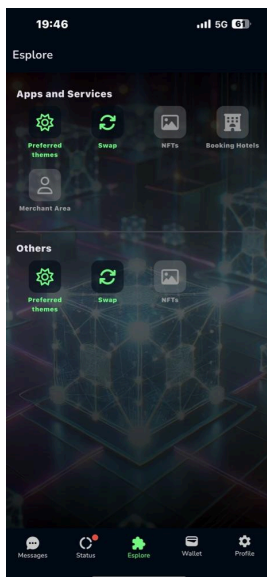 19:46
5G 61
Esplore
Apps and Services
Preferred themes
Swap
NFTs
Booking Hotels
Merchant Area
Others
Preferred themes
Swap
NFTs
Messages
Status
Explore
Wallet
Profile